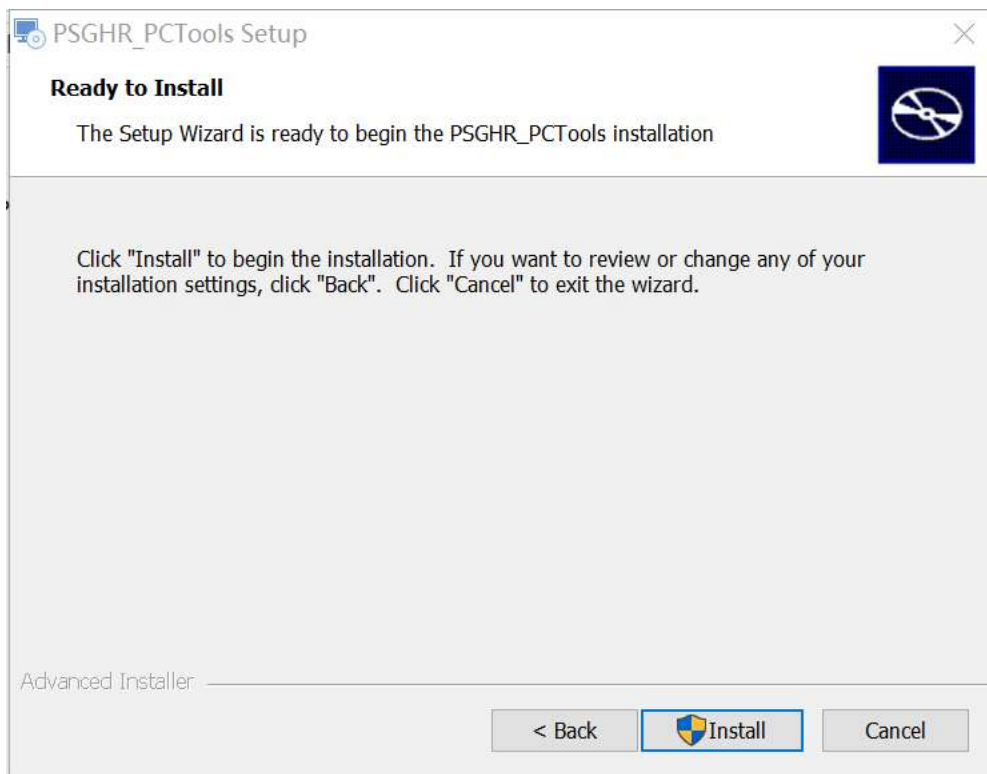 PSGHR_PCTools Setup
Ready to Install
The Setup Wizard is ready to begin the PSGHR_PCTools installation
Click "Install" to begin the installation.  If you want to review or change any of your
installation settings, click "Back".  Click "Cancel" to exit the wizard.
Advanced Installer
< Back
Install
Cancel